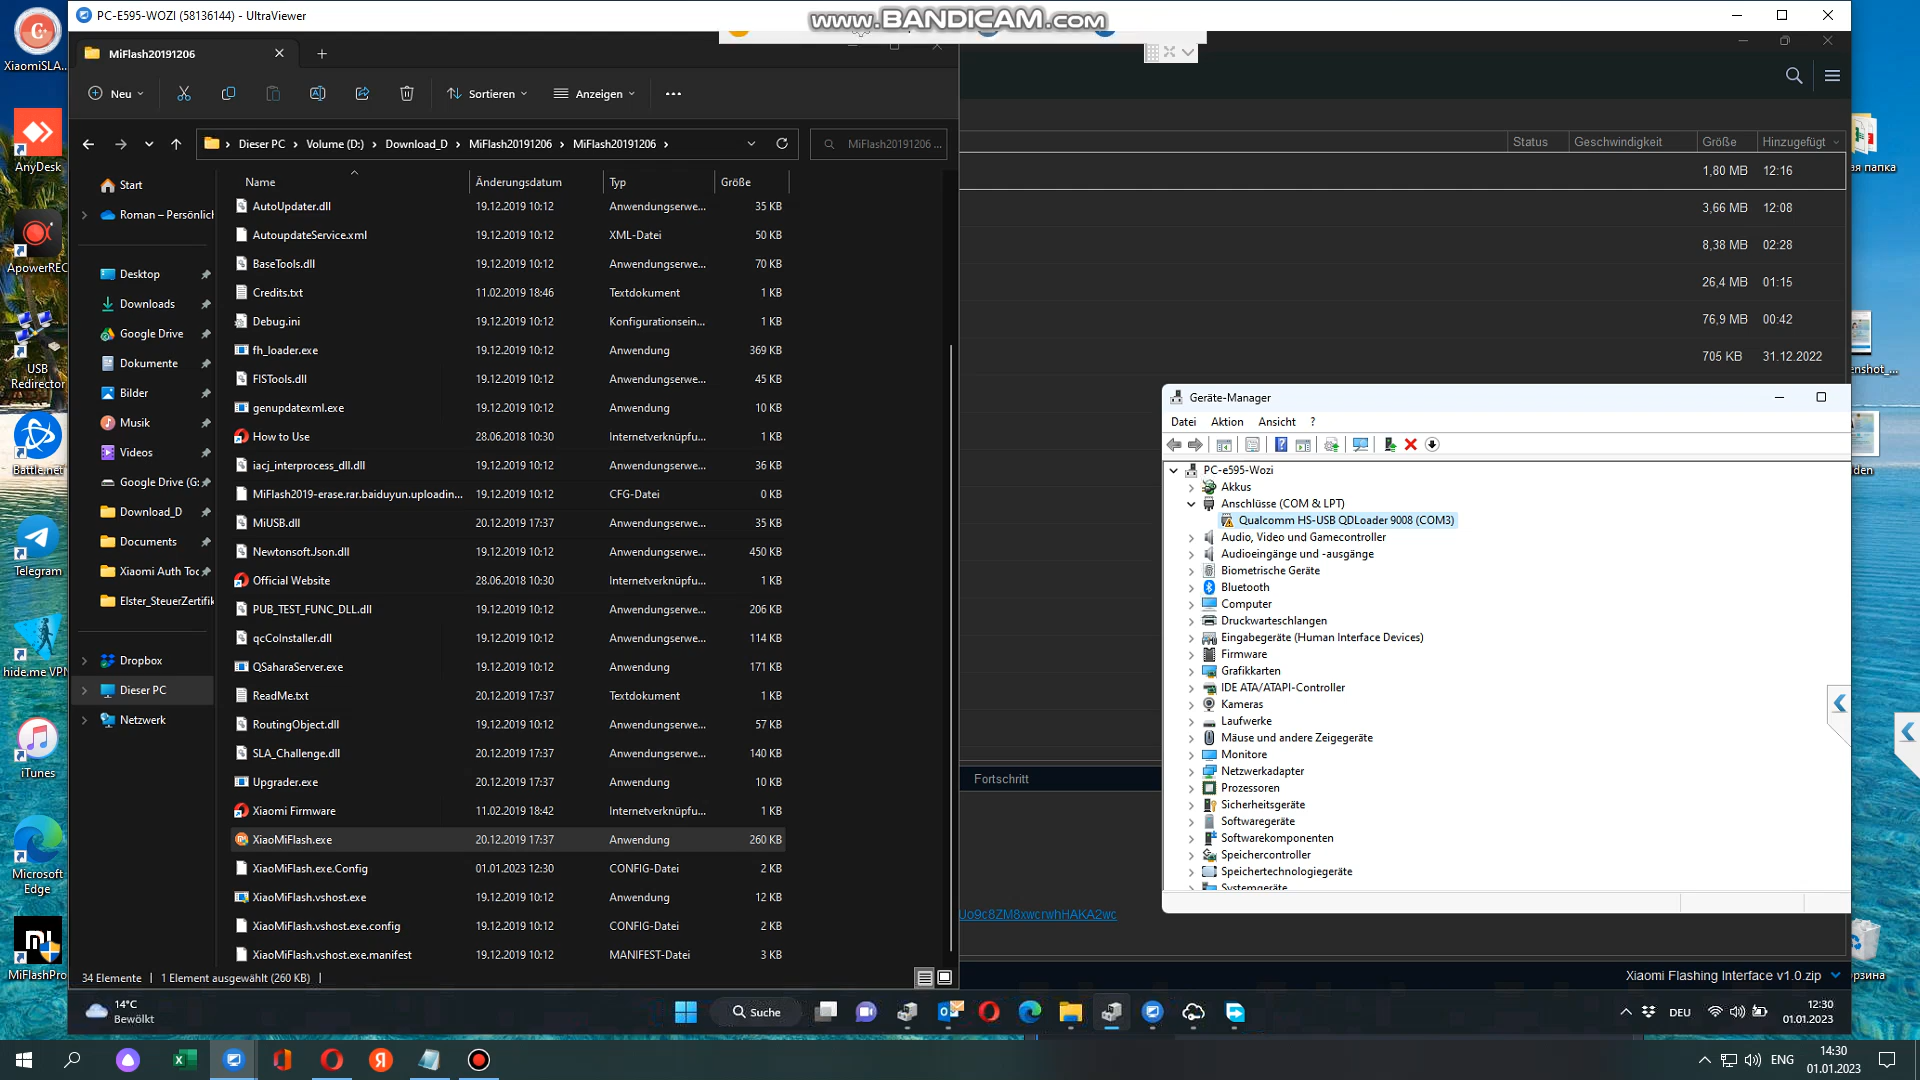 PC-E595-WOZI (58136144) - UltraViewer
www.BANDICAM.com
XiaomiSLA...
AnyDesk
ApowerREC
USB
Redirector
Battle.net
Telegram
hide.me VPN
iTunes
Microsoft
Edge
MiFlashPro
MiFlash20191206
Neu
Sortieren
Anzeigen
Dieser PC › Volume (D:) › Download_D › MiFlash20191206 › MiFlash20191206 ›
MiFlash20191206 ...
Start
Roman – Persönlich
Desktop
Downloads
Google Drive
Dokumente
Bilder
Musik
Videos
Google Drive (G:
Download_D
Documents
Xiaomi Auth Toc
Elster_SteuerZertifik
Dropbox
Dieser PC
Netzwerk
Name Änderungsdatum Typ Größe
AutoUpdater.dll 19.12.2019 10:12 Anwendungserwe... 35 KB
AutoupdateService.xml 19.12.2019 10:12 XML-Datei 50 KB
BaseTools.dll 19.12.2019 10:12 Anwendungserwe... 70 KB
Credits.txt 11.02.2019 18:46 Textdokument 1 KB
Debug.ini 19.12.2019 10:12 Konfigurationsein... 1 KB
fh_loader.exe 19.12.2019 10:12 Anwendung 369 KB
FISTools.dll 19.12.2019 10:12 Anwendungserwe... 45 KB
genupdatexml.exe 19.12.2019 10:12 Anwendung 10 KB
How to Use 28.06.2018 10:30 Internetverknüpfu... 1 KB
iacj_interprocess_dll.dll 19.12.2019 10:12 Anwendungserwe... 36 KB
MiFlash2019-erase.rar.baiduyun.uploadin... 19.12.2019 10:12 CFG-Datei 0 KB
MiUSB.dll 20.12.2019 17:37 Anwendungserwe... 35 KB
Newtonsoft.Json.dll 19.12.2019 10:12 Anwendungserwe... 450 KB
Official Website 28.06.2018 10:30 Internetverknüpfu... 1 KB
PUB_TEST_FUNC_DLL.dll 19.12.2019 10:12 Anwendungserwe... 206 KB
qcCoInstaller.dll 19.12.2019 10:12 Anwendungserwe... 114 KB
QSaharaServer.exe 19.12.2019 10:12 Anwendung 171 KB
ReadMe.txt 20.12.2019 17:37 Textdokument 1 KB
RoutingObject.dll 19.12.2019 10:12 Anwendungserwe... 57 KB
SLA_Challenge.dll 20.12.2019 17:37 Anwendungserwe... 140 KB
Upgrader.exe 20.12.2019 17:37 Anwendung 10 KB
Xiaomi Firmware 11.02.2019 18:42 Internetverknüpfu... 1 KB
XiaoMiFlash.exe 20.12.2019 17:37 Anwendung 260 KB
XiaoMiFlash.exe.Config 01.01.2023 12:30 CONFIG-Datei 2 KB
XiaoMiFlash.vshost.exe 19.12.2019 10:12 Anwendung 12 KB
XiaoMiFlash.vshost.exe.config 19.12.2019 10:12 CONFIG-Datei 2 KB
XiaoMiFlash.vshost.exe.manifest 19.12.2019 10:12 MANIFEST-Datei 3 KB
34 Elemente 1 Element ausgewählt (260 KB)
Status Geschwindigkeit Größe Hinzugefügt
1,80 MB 12:16
3,66 MB 12:08
8,38 MB 02:28
26,4 MB 01:15
76,9 MB 00:42
705 KB 31.12.2022
Geräte-Manager
Datei Aktion Ansicht ?
PC-e595-Wozi
Akkus
Anschlüsse (COM & LPT)
Qualcomm HS-USB QDLoader 9008 (COM3)
Audio, Video und Gamecontroller
Audioeingänge und -ausgänge
Biometrische Geräte
Bluetooth
Computer
Druckwarteschlangen
Eingabegeräte (Human Interface Devices)
Firmware
Grafikkarten
IDE ATA/ATAPI-Controller
Kameras
Laufwerke
Mäuse und andere Zeigegeräte
Monitore
Netzwerkadapter
Prozessoren
Sicherheitsgeräte
Softwaregeräte
Softwarekomponenten
Speichercontroller
Speichertechnologiegeräte
Systemgeräte
Fortschritt
Uo9c8ZM8xwcrwhHAKA2wc
Xiaomi Flashing Interface v1.0.zip
ая папка
enshot_...
den
орзина
14°C
Bewölkt
Suche
DEU
12:30
01.01.2023
ENG
14:30
01.01.2023